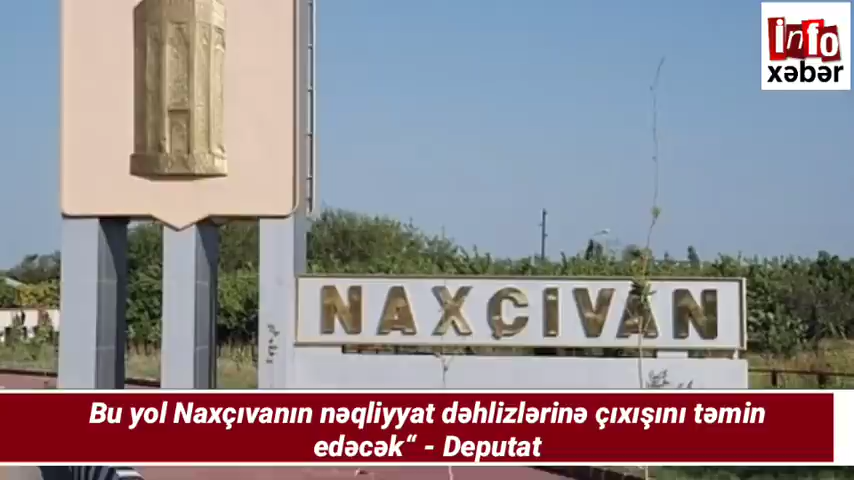 info
xəbər
NAXÇIVAN
Bu yol Naxçıvanın nəqliyyat dəhlizlərinə çıxışını təmin
edəcək“ - Deputat